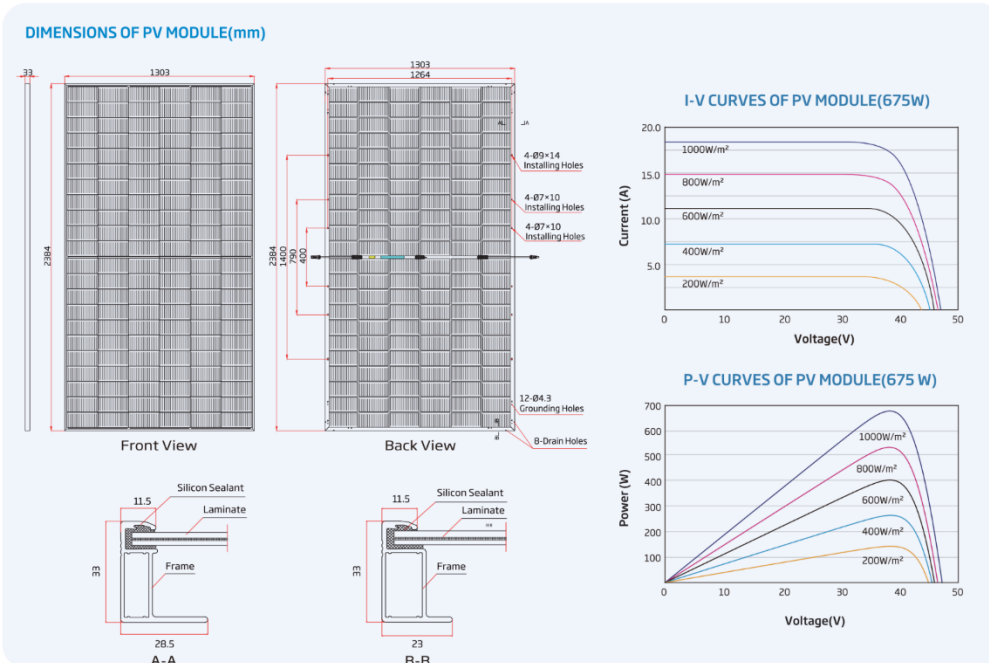 DIMENSIONS OF PV MODULE(mm)
33
1303
2384
Front View
1303
1264
2384
1400
790
400
A
A
4-Ø9×14
Installing Holes
4-Ø7×10
Installing Holes
4-Ø7×10
Installing Holes
12-Ø4.3
Grounding Holes
8-Drain Holes
Back View
11.5
Silicon Sealant
Laminate
Frame
33
28.5
A-A
11.5
Silicon Sealant
Laminate
Frame
33
23
B-B
I-V CURVES OF PV MODULE(675W)
Current (A)
20.0
15.0
10.0
5.0
1000W/m²
800W/m²
600W/m²
400W/m²
200W/m²
0 10 20 30 40 50
Voltage(V)
P-V CURVES OF PV MODULE(675 W)
Power (W)
700
600
500
400
300
200
100
1000W/m²
800W/m²
600W/m²
400W/m²
200W/m²
0 10 20 30 40 50
Voltage(V)